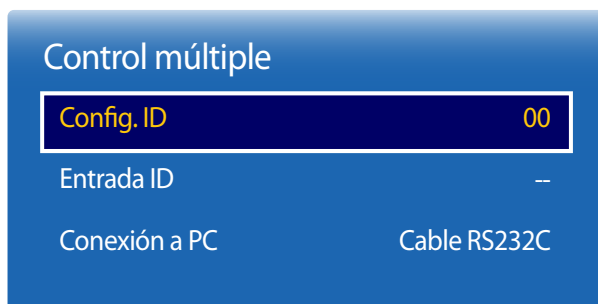 Control múltiple
Config. ID 00
Entrada ID --
Conexión a PC Cable RS232C